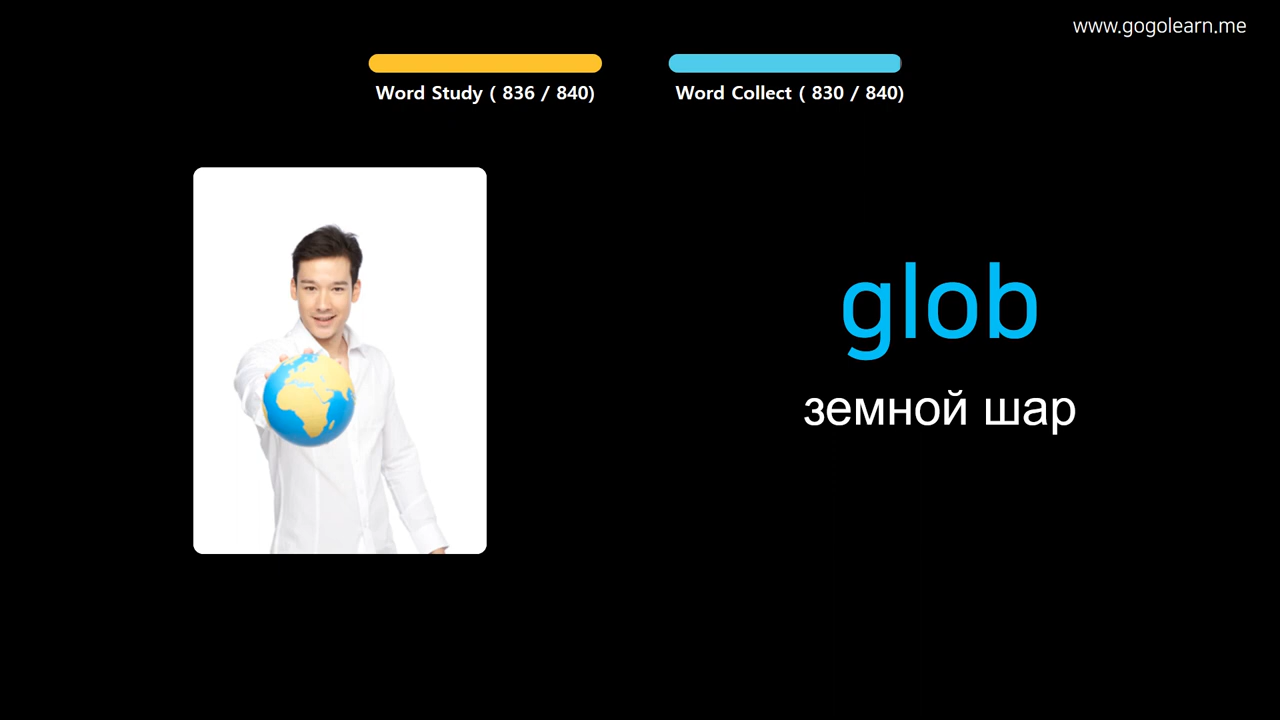 www.gogolearn.me
Word Study ( 836 / 840)
Word Collect ( 830 / 840)
glob
земной шар